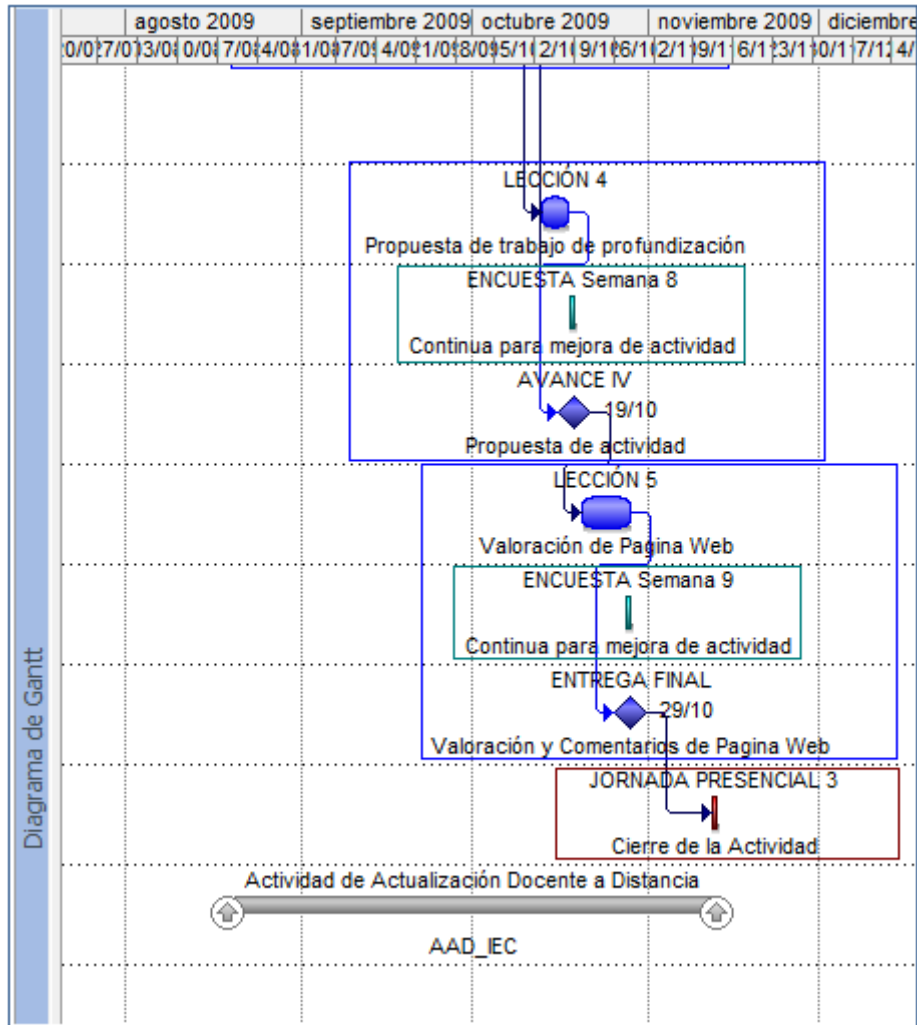 agosto 2009 septiembre 2009 octubre 2009 noviembre 2009 diciembre
LECCIÓN 4
Propuesta de trabajo de profundización
ENCUESTA Semana 8
Continua para mejora de actividad
AVANCE IV
19/10
Propuesta de actividad
LECCIÓN 5
Valoración de Pagina Web
ENCUESTA Semana 9
Continua para mejora de actividad
ENTREGA FINAL
29/10
Valoración y Comentarios de Pagina Web
JORNADA PRESENCIAL 3
Cierre de la Actividad
Actividad de Actualización Docente a Distancia
AAD_IEC
Diagrama de Gantt